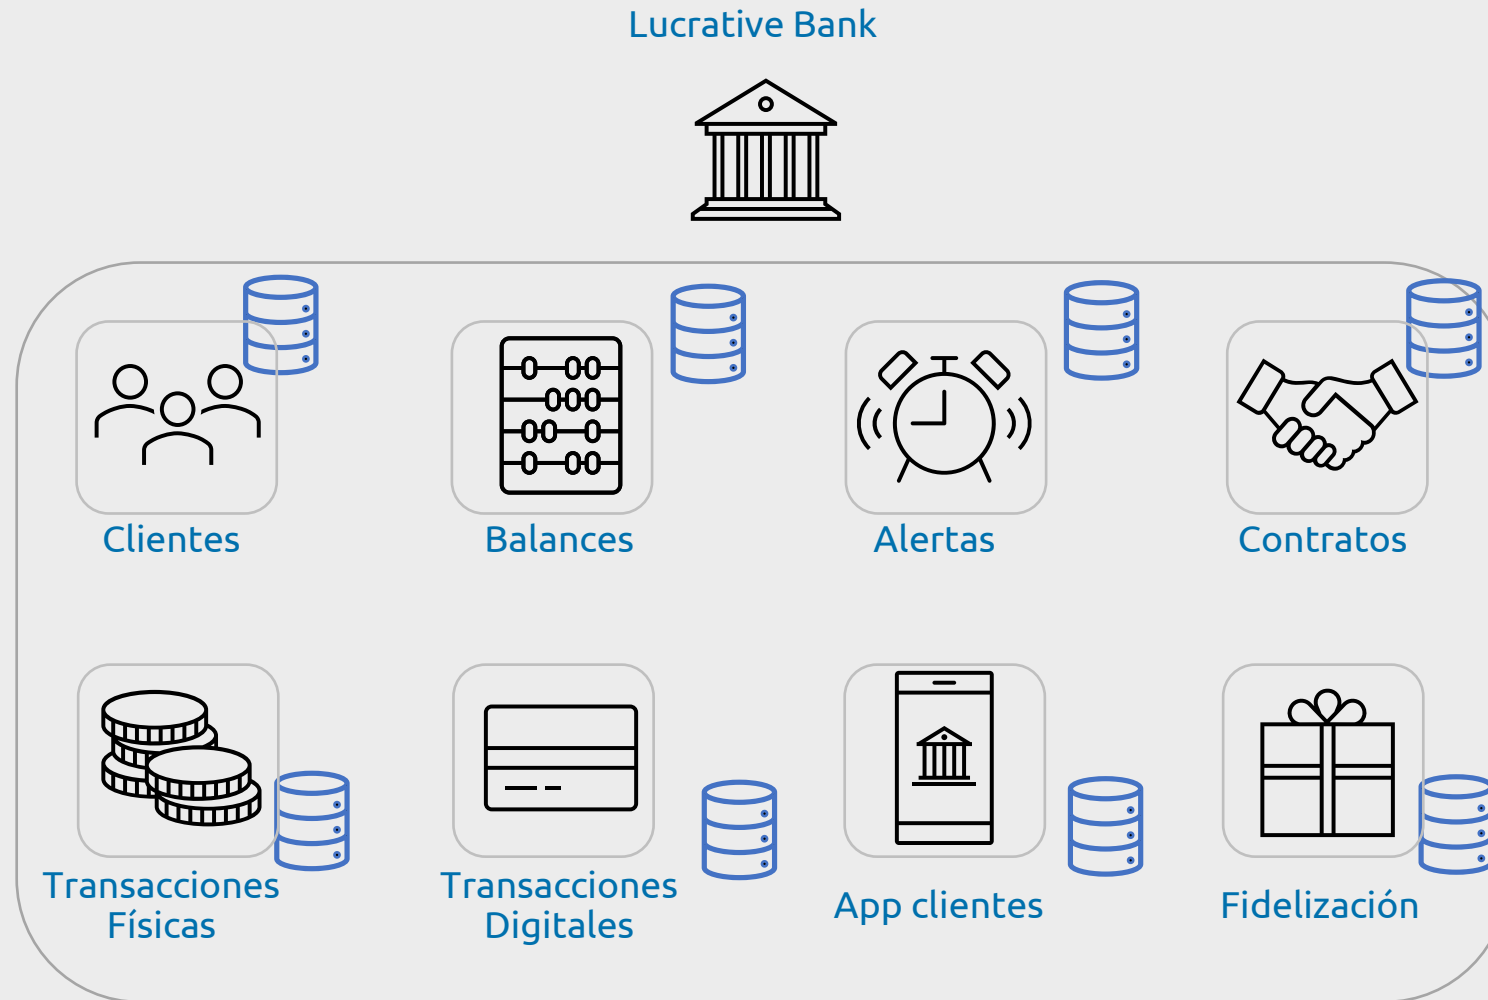 Lucrative Bank
Clientes
Balances
Alertas
Contratos
Transacciones
Físicas
Transacciones
Digitales
App clientes
Fidelización